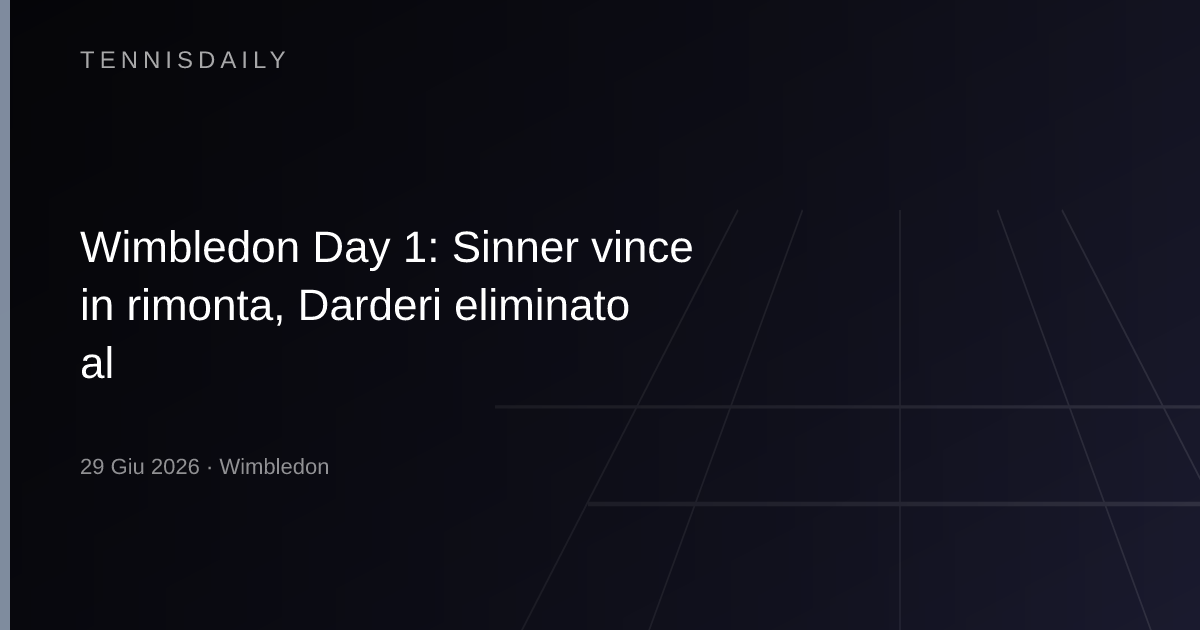 TENNISDAILY
Wimbledon Day 1: Sinner vince
in rimonta, Darderi eliminato
al
29 Giu 2026 · Wimbledon